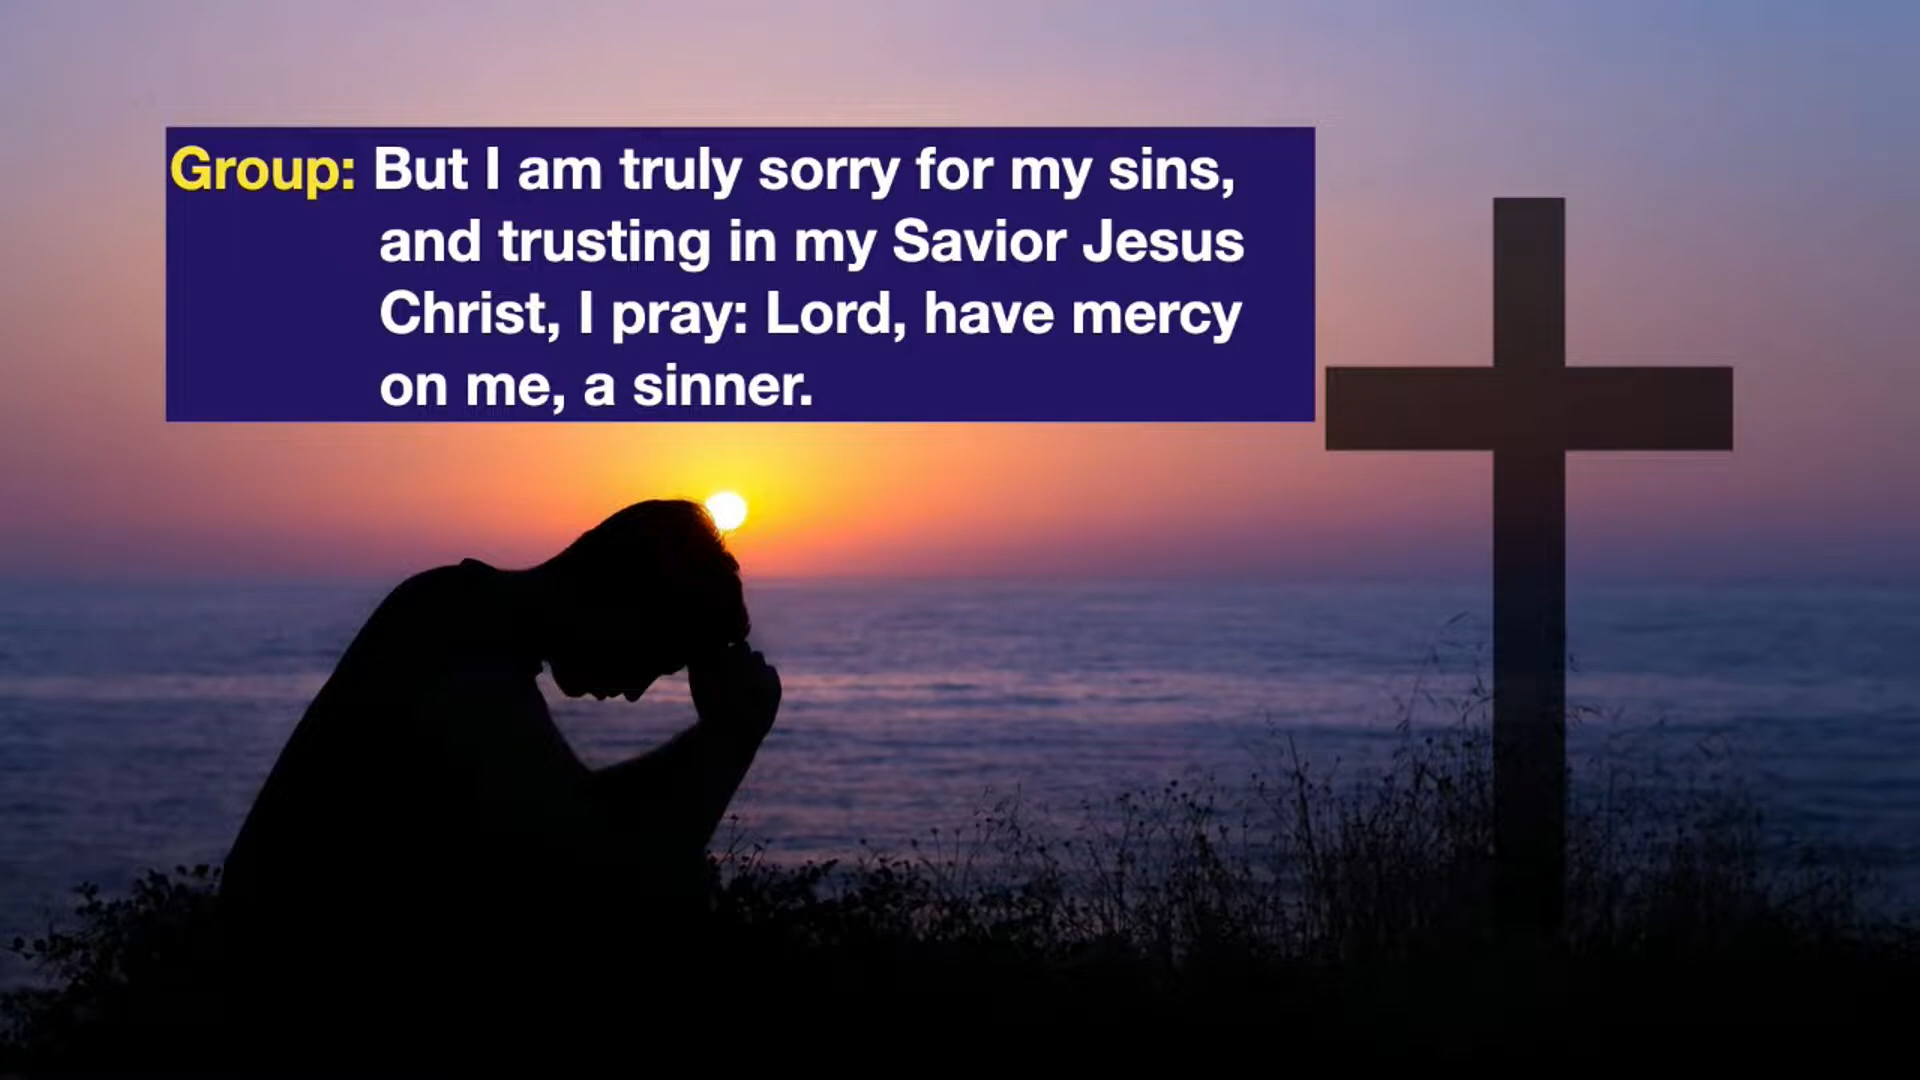 Group: But I am truly sorry for my sins,
and trusting in my Savior Jesus
Christ, I pray: Lord, have mercy
on me, a sinner.